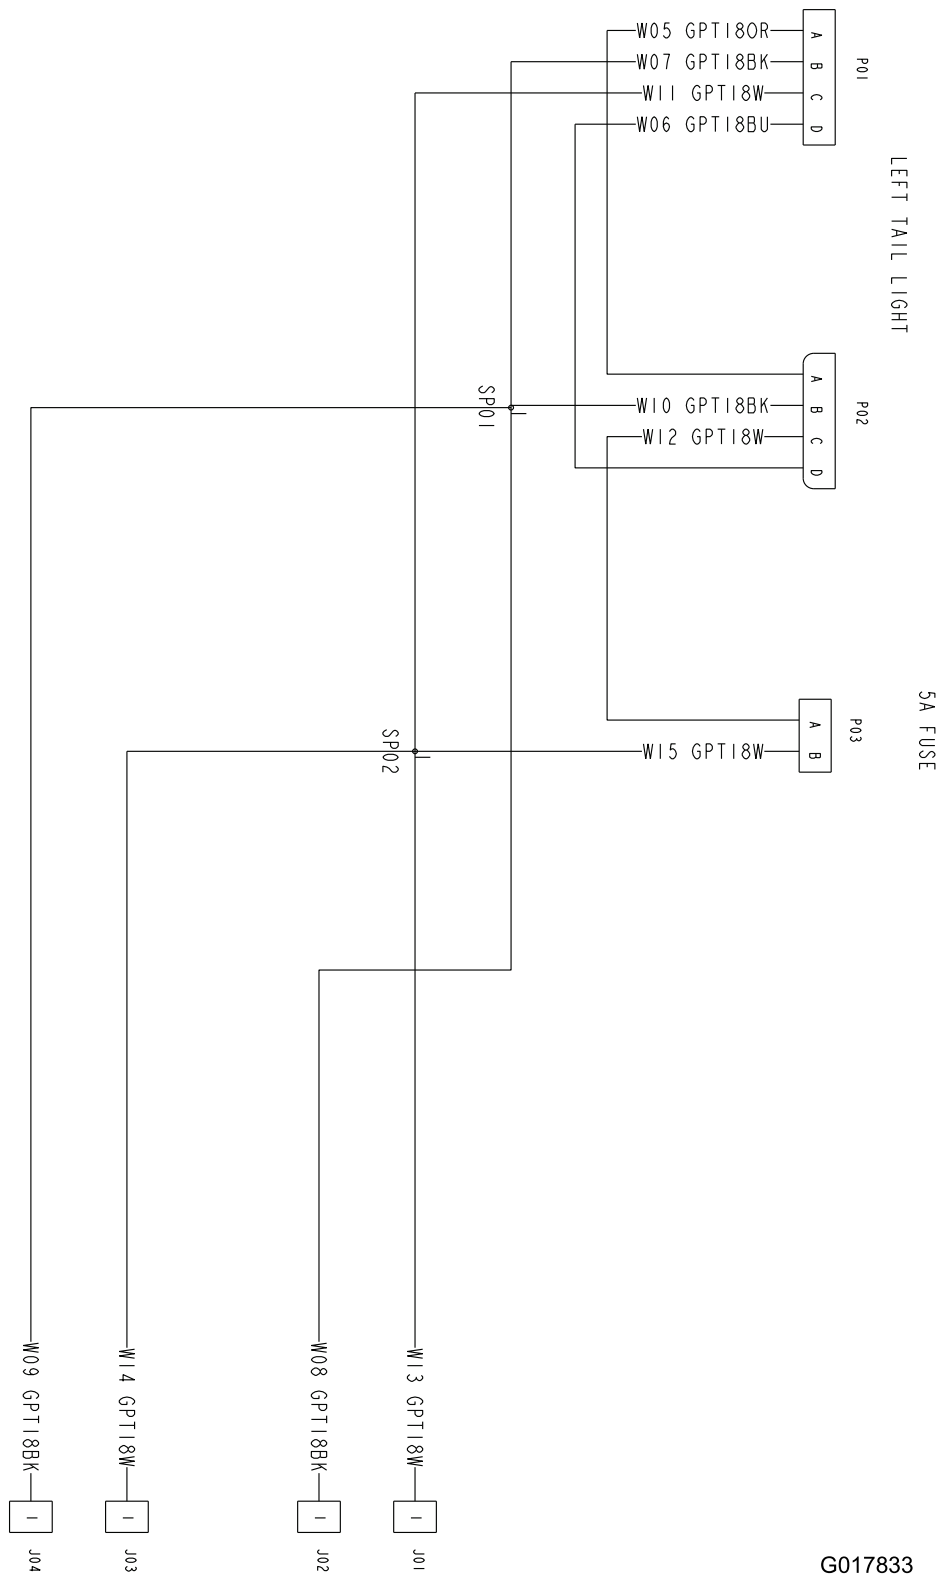 W05 GPT18OR
A
W07 GPT18BK
B
P01
W11 GPT18W
C
W06 GPT18BU
D
LEFT TAIL LIGHT
A
SP01
W10 GPT18BK
B
P02
W12 GPT18W
C
D
5A FUSE
A
P03
SP02
W15 GPT18W
B
W09 GPT18BK
W14 GPT18W
W08 GPT18BK
W13 GPT18W
1
1
1
1
J04
J03
J02
J01
G017833